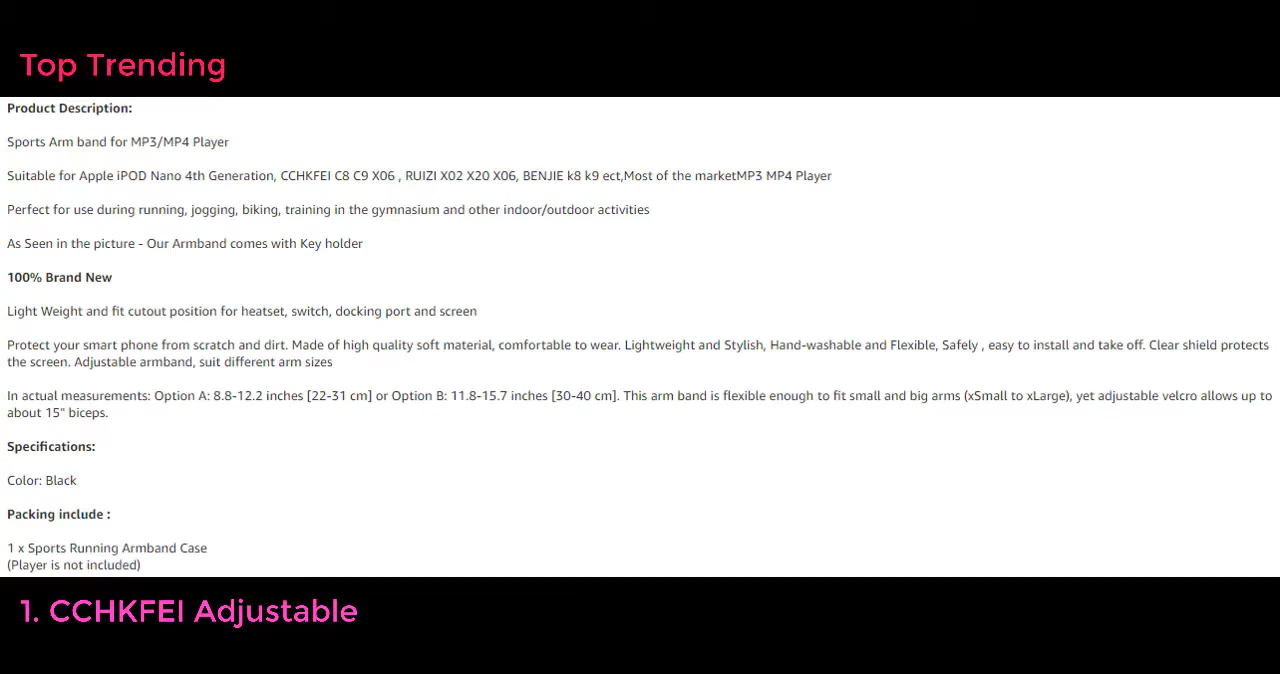 Top Trending
Product Description:
Sports Arm band for MP3/MP4 Player
Suitable for Apple iPOD Nano 4th Generation, CCHKFEI C8 C9 X06 , RUIZI X02 X20 X06, BENJIE k8 k9 ect,Most of the marketMP3 MP4 Player
Perfect for use during running, jogging, biking, training in the gymnasium and other indoor/outdoor activities
As Seen in the picture - Our Armband comes with Key holder
100% Brand New
Light Weight and fit cutout position for heatset, switch, docking port and screen
Protect your smart phone from scratch and dirt. Made of high quality soft material, comfortable to wear. Lightweight and Stylish, Hand-washable and Flexible, Safely , easy to install and take off. Clear shield protects
the screen. Adjustable armband, suit different arm sizes
In actual measurements: Option A: 8.8-12.2 inches [22-31 cm] or Option B: 11.8-15.7 inches [30-40 cm]. This arm band is flexible enough to fit small and big arms (xSmall to xLarge), yet adjustable velcro allows up to
about 15" biceps.
Specifications:
Color: Black
Packing include :
1 x Sports Running Armband Case
(Player is not included)
1. CCHKFEI Adjustable